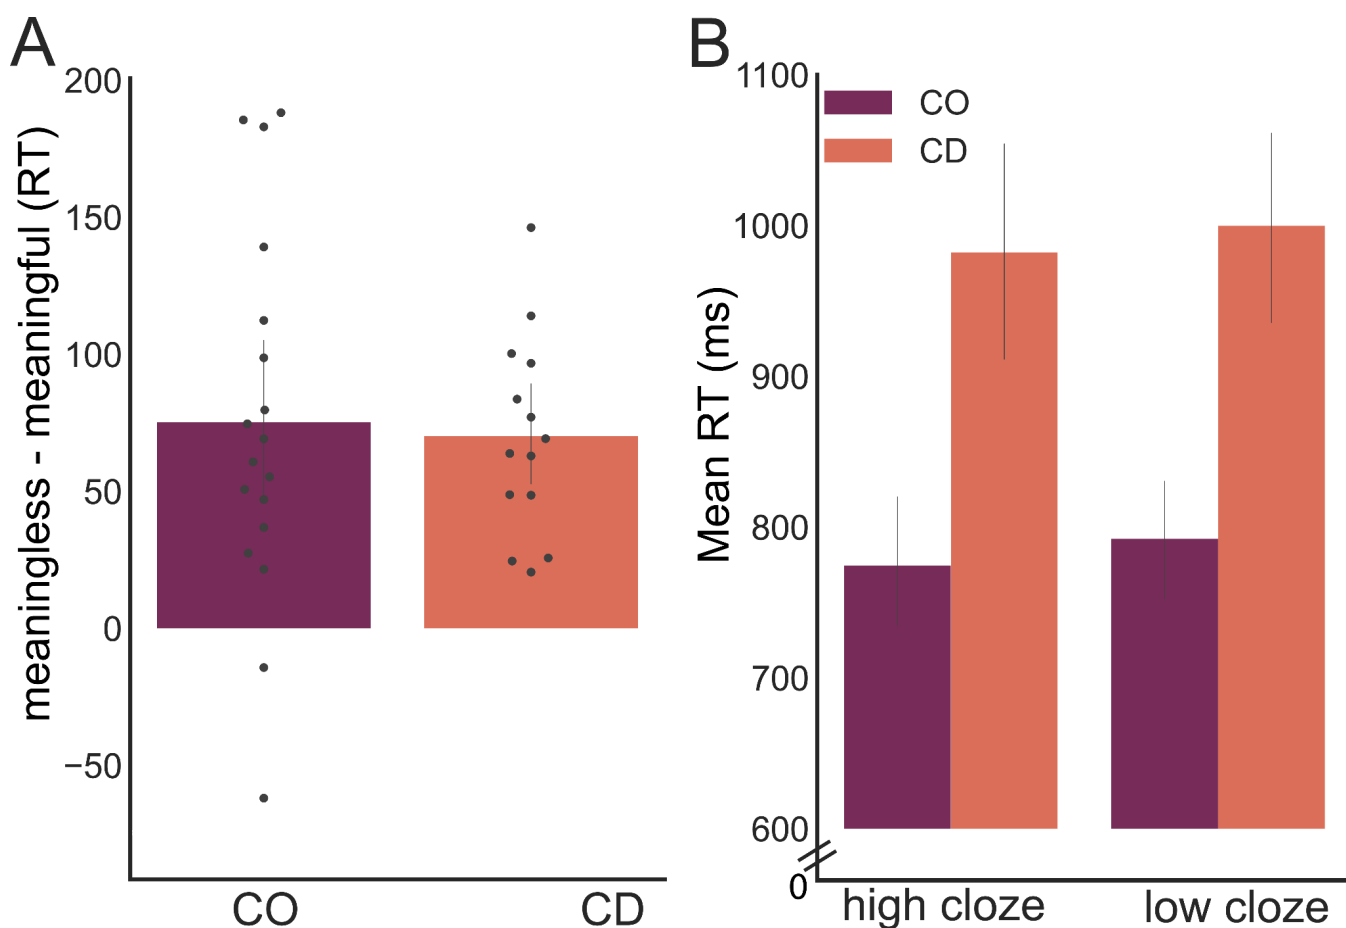 A
meaningless - meaningful (RT)
200
150
100
50
0
−50
CO
CD
B
Mean RT (ms)
1100
1000
900
800
700
600
0
CO
CD
high cloze
low cloze